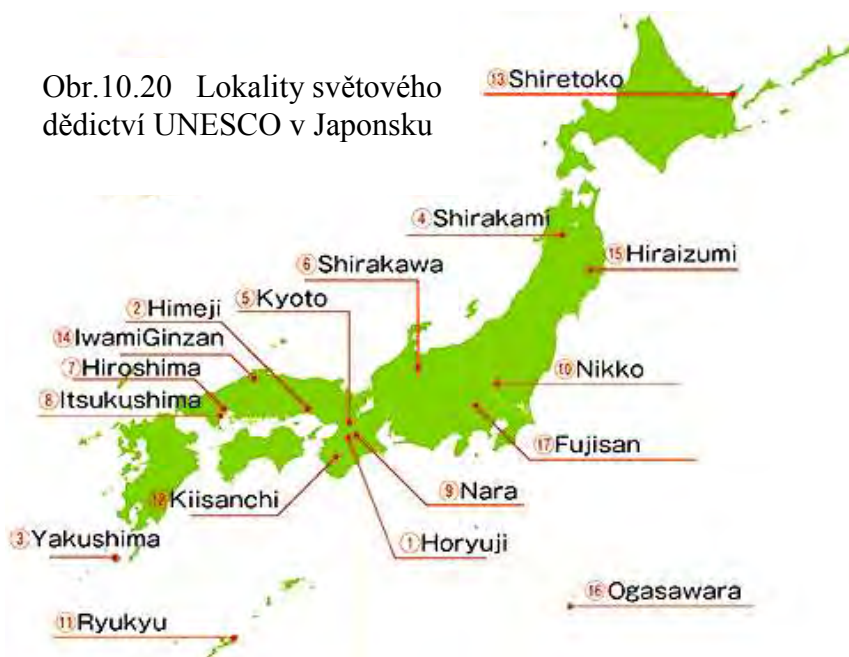 Obr.10.20 Lokality světového
dědictví UNESCO v Japonsku
⑬Shiretoko
④Shirakami
⑮Hiraizumi
⑥Shirakawa
⑤Kyoto
②Himeji
⑭IwamiGinzan
⑦Hiroshima
⑩Nikko
⑧Itsukushima
⑰Fujisan
⑨Nara
Kiisanchi
③Yakushima
①Horyuji
⑯Ogasawara
⑪Ryukyu